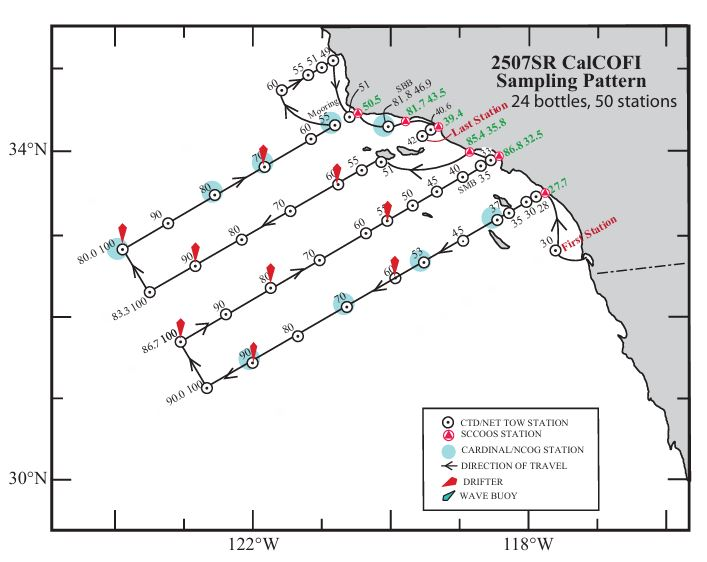 2507SR CalCOFI
Sampling Pattern
24 bottles, 50 stations
60
55
51
49
51
50.5
SBB
81.8 46.9
81.7 43.5
40.6
39.4
42
Last Station
85.4 35.8
86.8 32.5
Mooring
55
60
70
80
90
80.0 100
51
55
60
70
80
90
83.3 100
33
SMB 35
40
45
50
55
60
70
80
90
86.7 100
27.7
28
30
35
37
45
53
60
70
80
90
90.0 100
30
First Station
34°N
30°N
122°W
118°W
CTD/NET TOW STATION
SCCOOS STATION
CARDINAL/NCOG STATION
DIRECTION OF TRAVEL
DRIFTER
WAVE BUOY